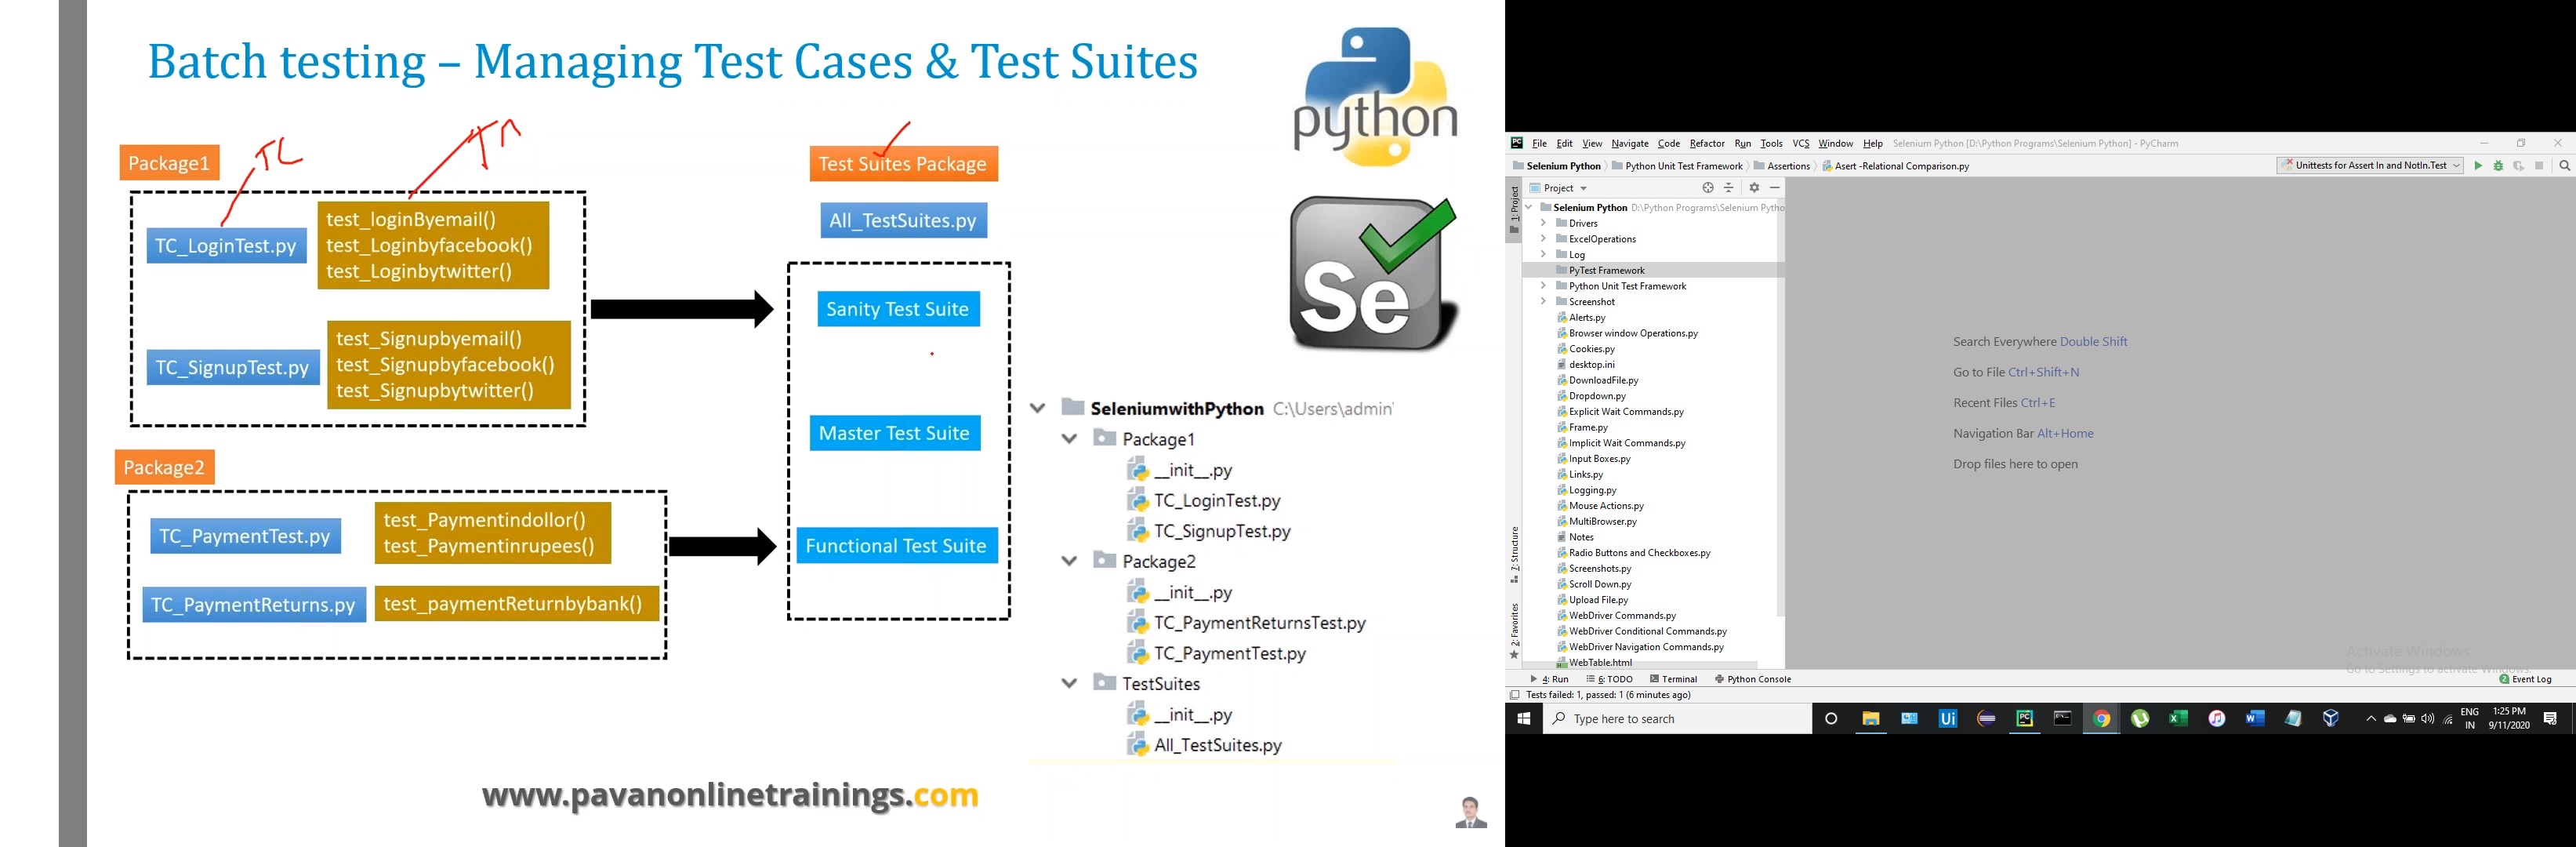 Batch testing – Managing Test Cases & Test Suites
python
TC
Package1
TC_LoginTest.py
test_loginByemail()
test_Loginbyfacebook()
test_Loginbytwitter()
TC_SignupTest.py
test_Signupbyemail()
test_Signupbyfacebook()
test_Signupbytwitter()
Package2
TC_PaymentTest.py
test_Paymentindollor()
test_Paymentinrupees()
TC_PaymentReturns.py
test_paymentReturnbybank()
Test Suites Package
All_TestSuites.py
Sanity Test Suite
Master Test Suite
Functional Test Suite
Se
SeleniumwithPython C:\Users\admin
Package1
__init__.py
TC_LoginTest.py
TC_SignupTest.py
Package2
__init__.py
TC_PaymentReturnsTest.py
TC_PaymentTest.py
TestSuites
__init__.py
All_TestSuites.py
www.pavanonlinetrainings.com
PC File Edit View Navigate Code Refactor Run Tools VCS Window Help Selenium Python [D:\Python Programs\Selenium Python] - PyCharm
Selenium Python Python Unit Test Framework Assertions Asert -Relational Comparison.py Unittests for Assert In and NotIn.Test
1: Project
Project
Selenium Python D:\Python Programs\Selenium Pytho
Drivers
ExcelOperations
Log
PyTest Framework
Python Unit Test Framework
Screenshot
Alerts.py
Browser window Operations.py
Cookies.py
desktop.ini
DownloadFile.py
Dropdown.py
Explicit Wait Commands.py
Frame.py
Implicit Wait Commands.py
Input Boxes.py
Links.py
Logging.py
Mouse Actions.py
MultiBrowser.py
Notes
Radio Buttons and Checkboxes.py
Screenshots.py
Scroll Down.py
Upload File.py
WebDriver Commands.py
WebDriver Conditional Commands.py
WebDriver Navigation Commands.py
WebTable.html
7: Structure
2: Favorites
Search Everywhere Double Shift
Go to File Ctrl+Shift+N
Recent Files Ctrl+E
Navigation Bar Alt+Home
Drop files here to open
Activate Windows
Go to Settings to activate Windows.
4: Run 6: TODO Terminal Python Console 2 Event Log
Tests failed: 1, passed: 1 (6 minutes ago)
Type here to search
Ui
PC
ENG
IN
1:25 PM
9/11/2020